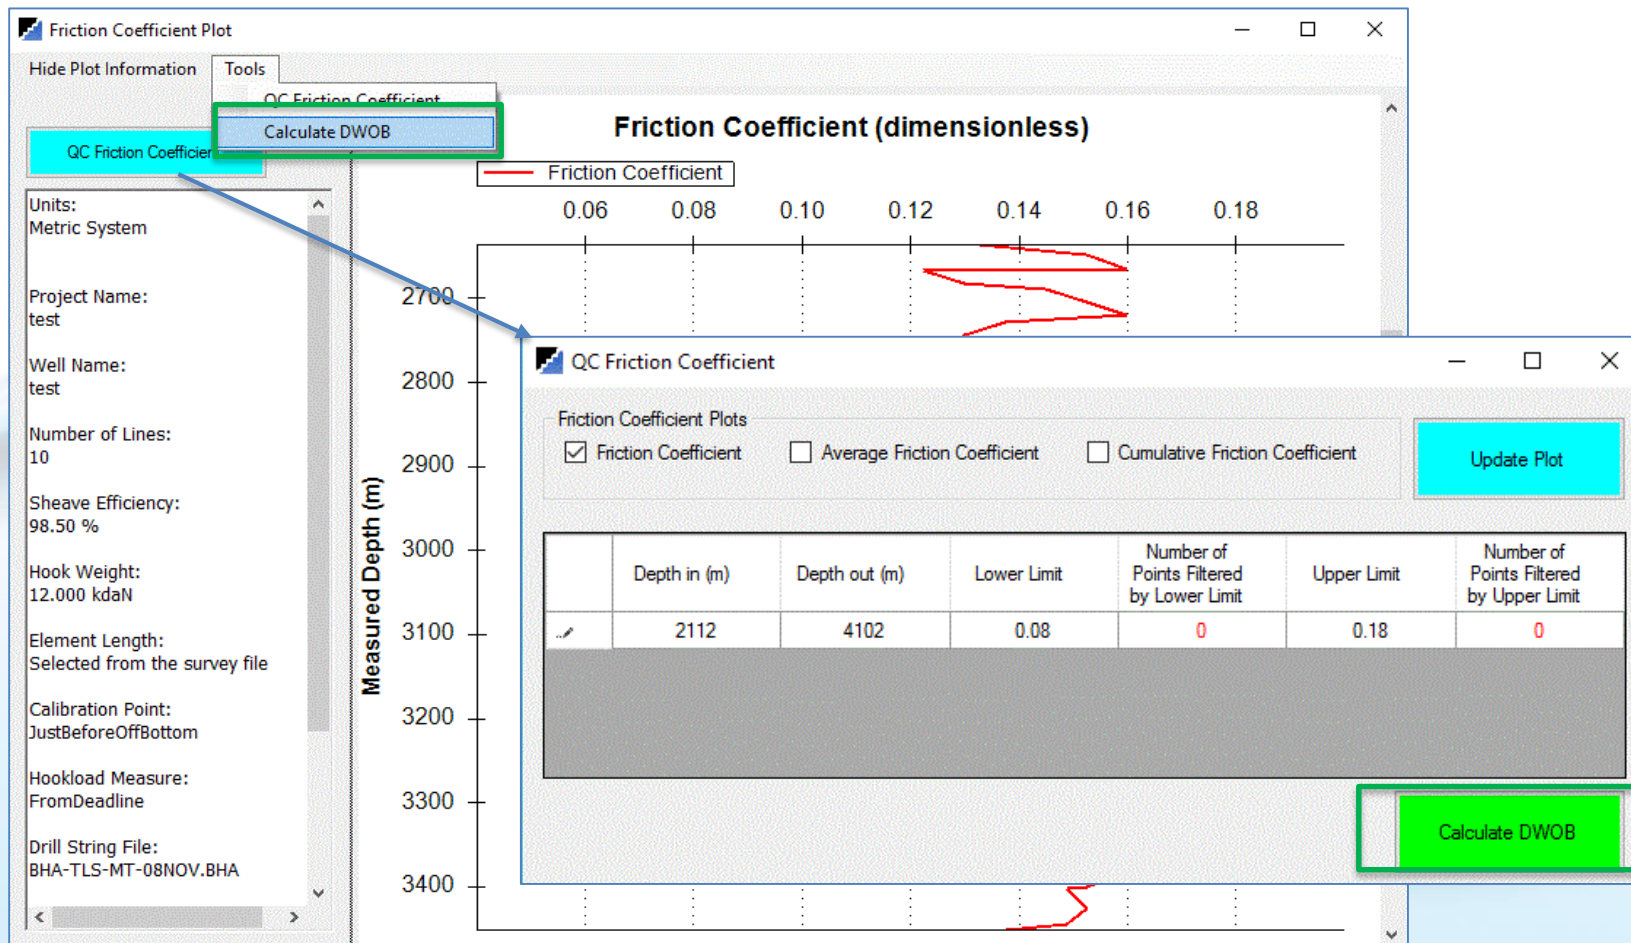 Friction Coefficient Plot
Hide Plot Information
Tools
QC Friction Coefficient
Calculate DWOB
QC Friction Coefficien
Units:
Metric System
Project Name:
test
Well Name:
test
Number of Lines:
10
Sheave Efficiency:
98.50 %
Hook Weight:
12.000 kdaN
Element Length:
Selected from the survey file
Calibration Point:
JustBeforeOffBottom
Hookload Measure:
FromDeadline
Drill String File:
BHA-TLS-MT-08NOV.BHA
Friction Coefficient (dimensionless)
Friction Coefficient
0.06 0.08 0.10 0.12 0.14 0.16 0.18
Measured Depth (m)
2700
2800
2900
3000
3100
3200
3300
3400
QC Friction Coefficient
Friction Coefficient Plots
Friction Coefficient
Average Friction Coefficient
Cumulative Friction Coefficient
Update Plot
Depth in (m)
Depth out (m)
Lower Limit
Number of
Points Filtered
by Lower Limit
Upper Limit
Number of
Points Filtered
by Upper Limit
2112 4102 0.08 0 0.18 0
Calculate DWOB